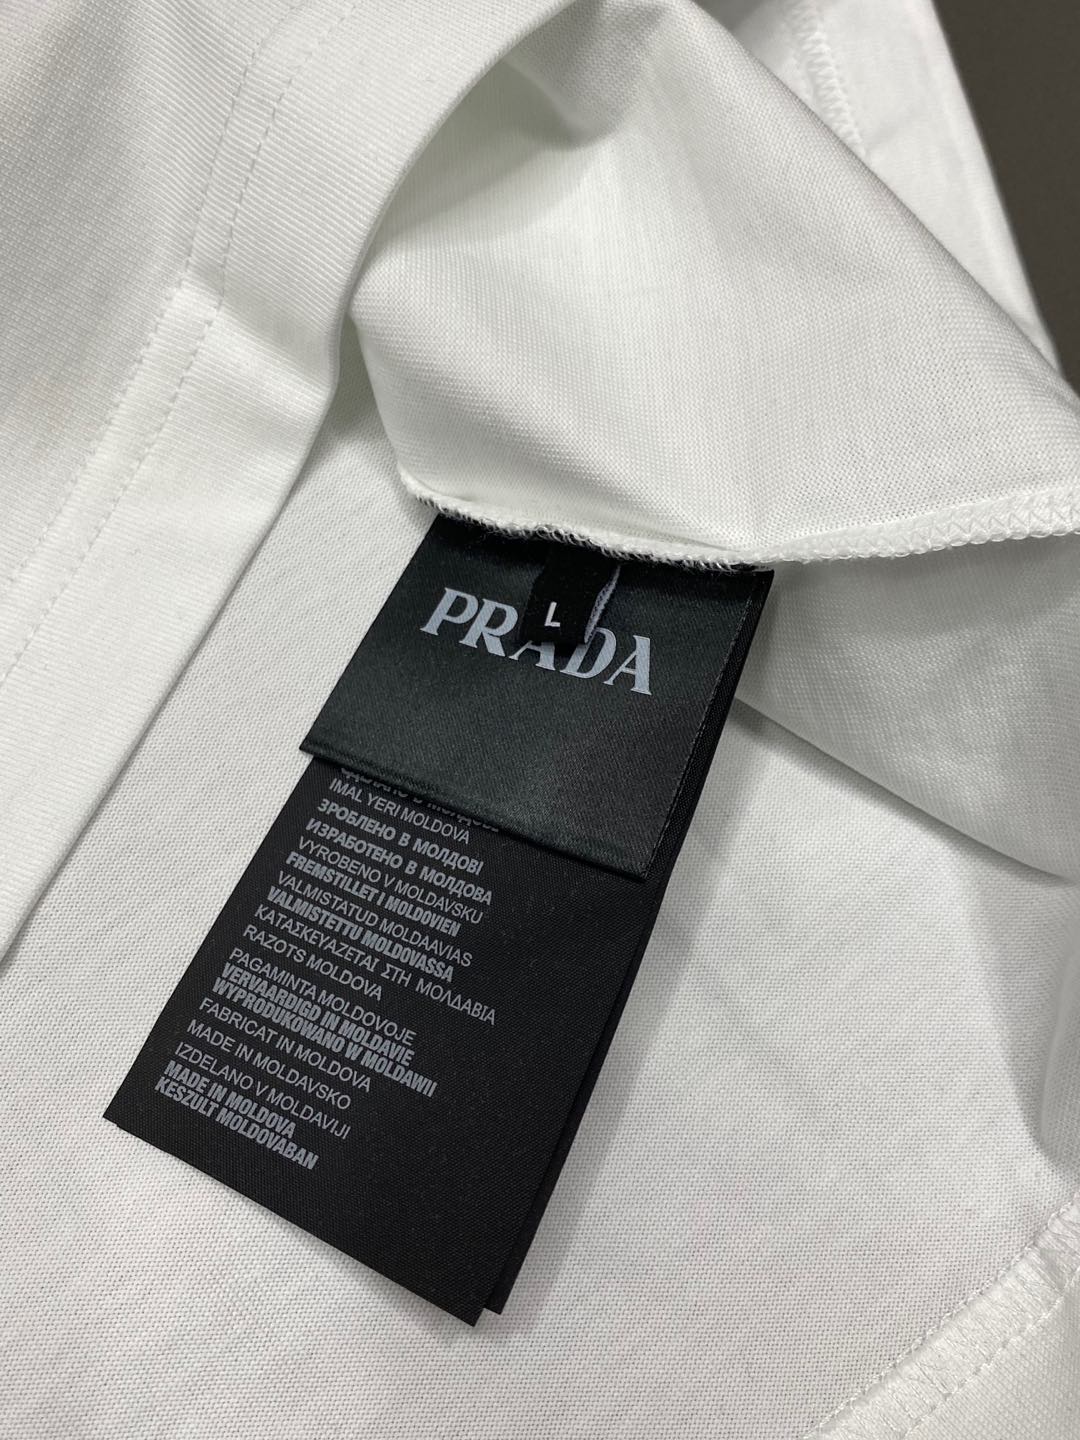 PRADA
L
IMAL YERI MOLDOVA
ЗРОБЛЕНО В МОЛДОВІ
ИЗРАБОТЕНО В МОЛДОВА
VYROBENO V MOLDAVSKU
FREMSTILLET I MOLDOVIEN
VALMISTATUD MOLDAAVIAS
VALMISTETTU MOLDOVASSA
ΚΑΤΑΣΚΕΥΑΖΕΤΑΙ ΣΤΗ ΜΟΛΔΑΒΙΑ
RAZOTS MOLDOVA
PAGAMINTA MOLDOVOJE
VERVAARDIGD IN MOLDAVIE
WYPRODUKOWANO W MOLDAWII
FABRICAT IN MOLDOVA
MADE IN MOLDAVSKO
IZDELANO V MOLDAVIJI
MADE IN MOLDOVA
KESZULT MOLDOVABAN